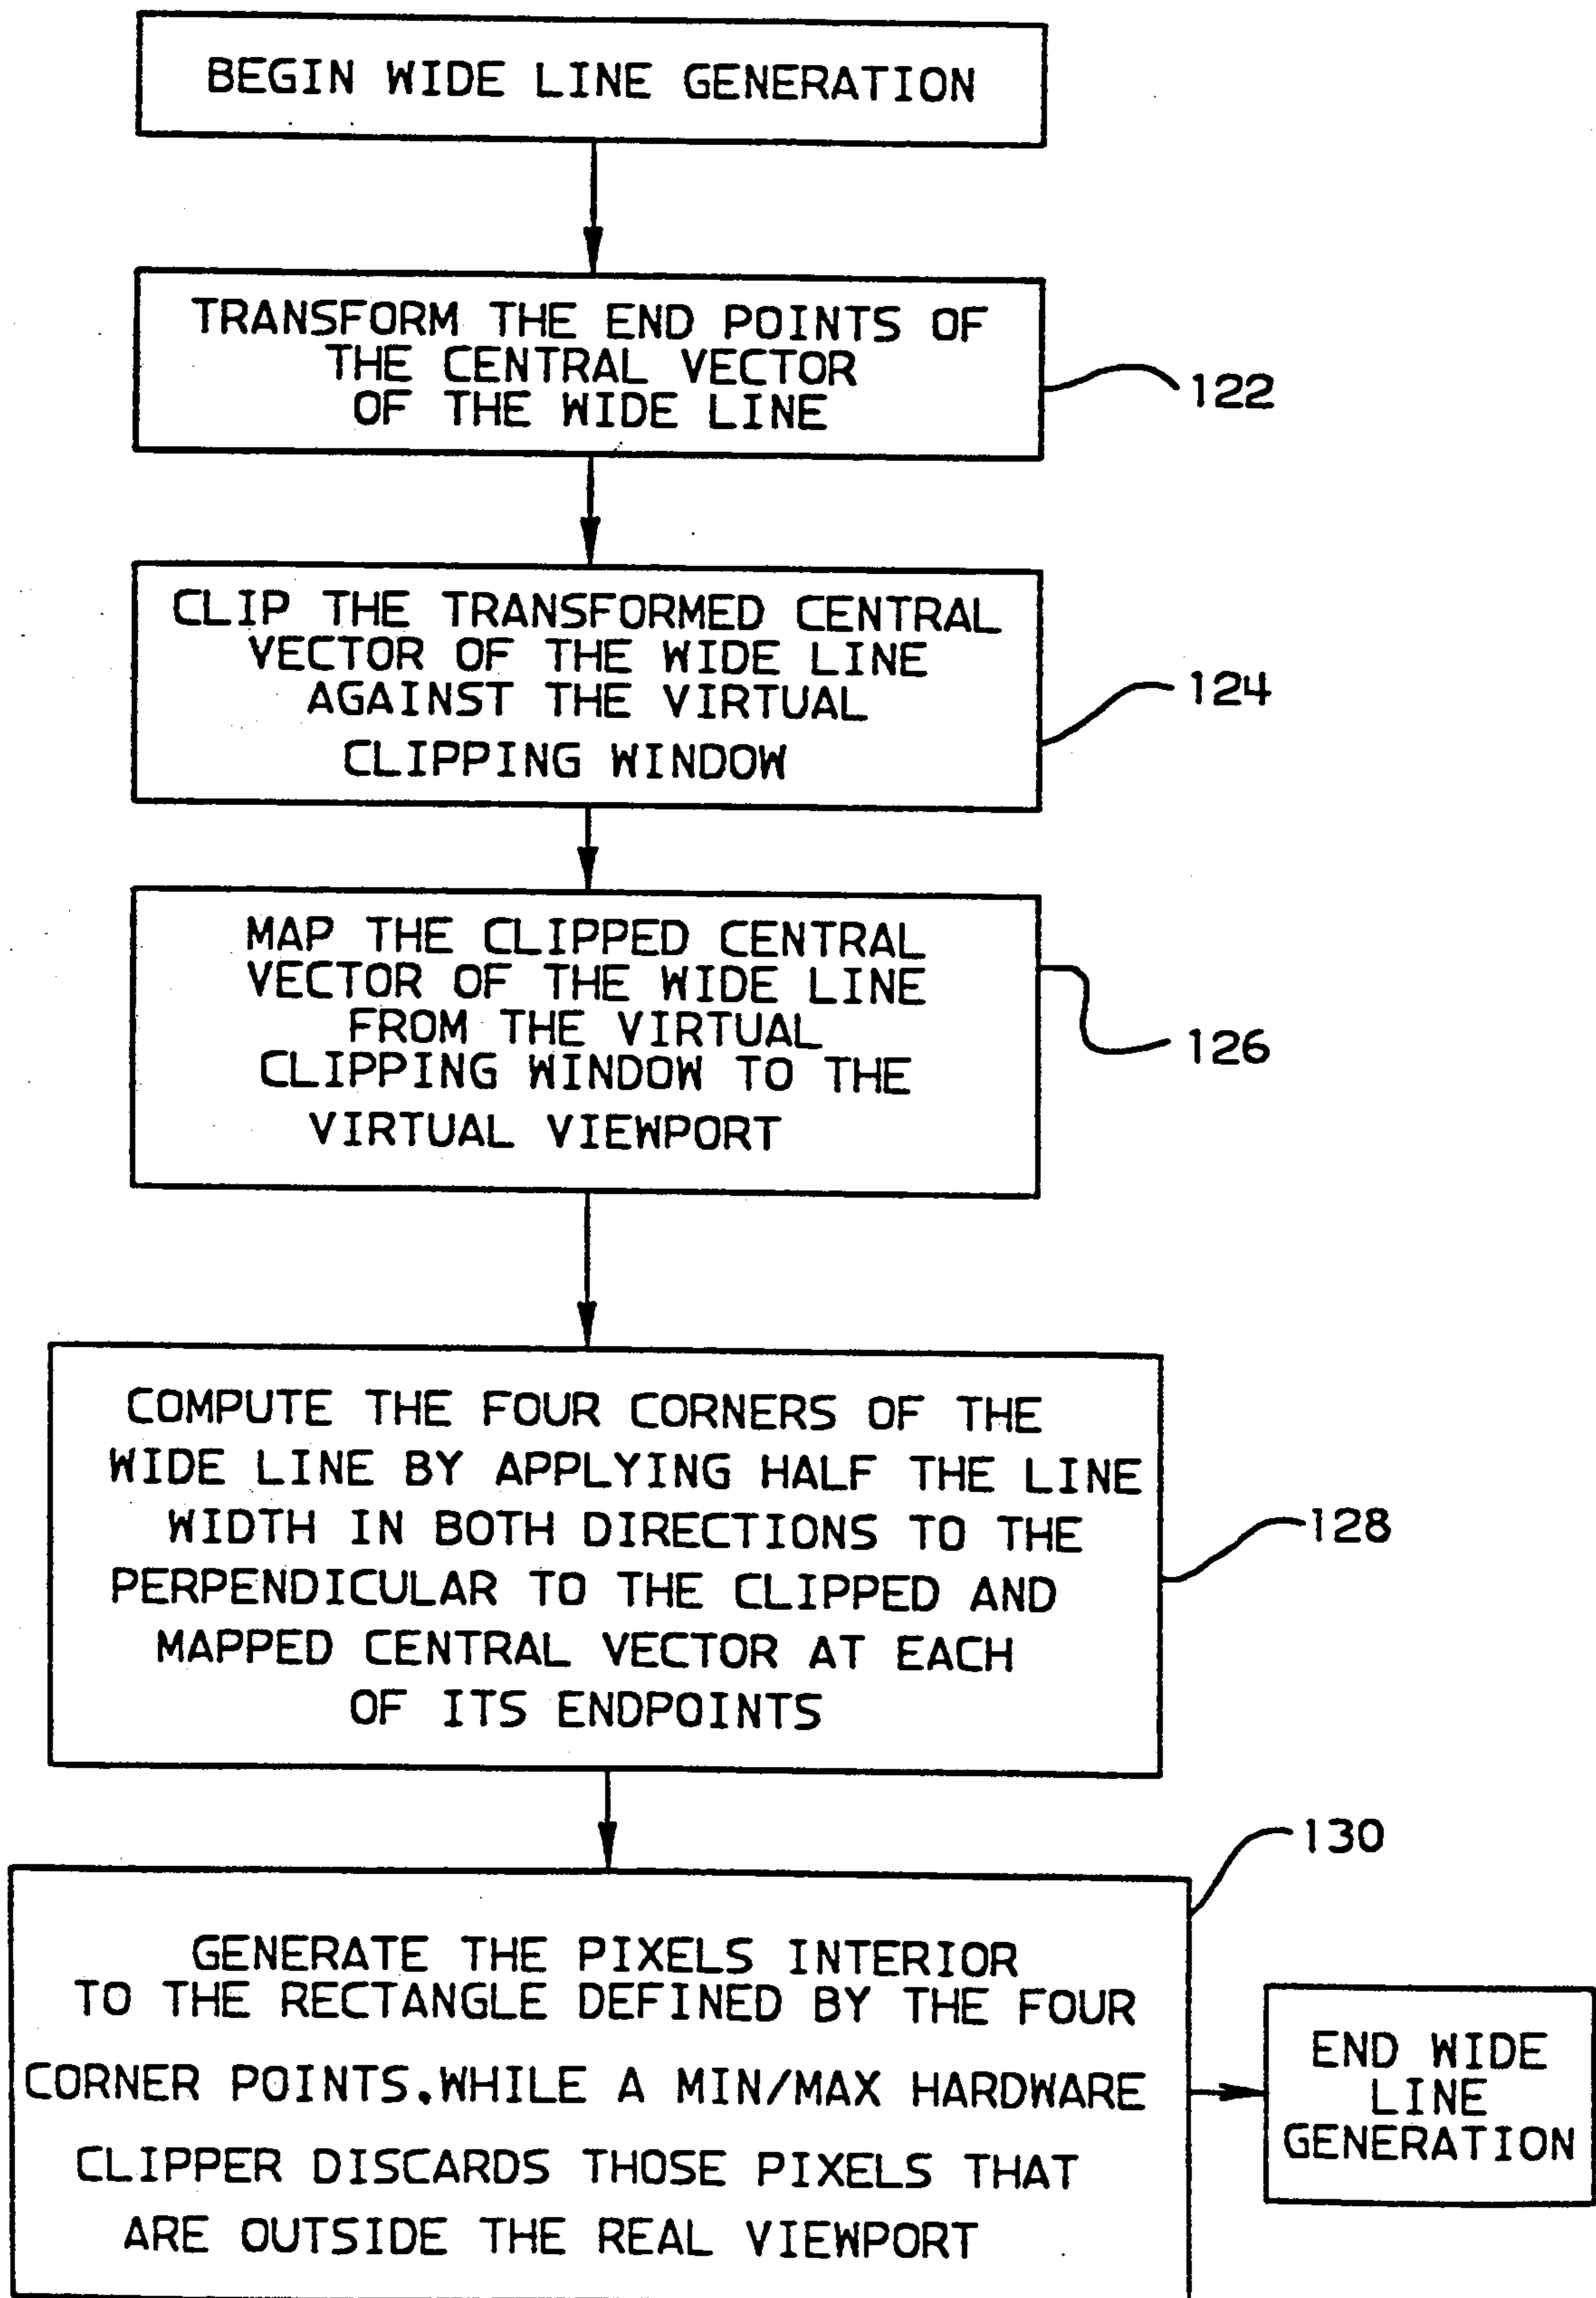 BEGIN WIDE LINE GENERATION
TRANSFORM THE END POINTS OF
THE CENTRAL VECTOR
OF THE WIDE LINE
122
CLIP THE TRANSFORMED CENTRAL
VECTOR OF THE WIDE LINE
AGAINST THE VIRTUAL
CLIPPING WINDOW
124
MAP THE CLIPPED CENTRAL
VECTOR OF THE WIDE LINE
FROM THE VIRTUAL
CLIPPING WINDOW TO THE
VIRTUAL VIEWPORT
126
COMPUTE THE FOUR CORNERS OF THE
WIDE LINE BY APPLYING HALF THE LINE
WIDTH IN BOTH DIRECTIONS TO THE
PERPENDICULAR TO THE CLIPPED AND
MAPPED CENTRAL VECTOR AT EACH
OF ITS ENDPOINTS
128
130
GENERATE THE PIXELS INTERIOR
TO THE RECTANGLE DEFINED BY THE FOUR
CORNER POINTS.WHILE A MIN/MAX HARDWARE
CLIPPER DISCARDS THOSE PIXELS THAT
ARE OUTSIDE THE REAL VIEWPORT
END WIDE
LINE
GENERATION